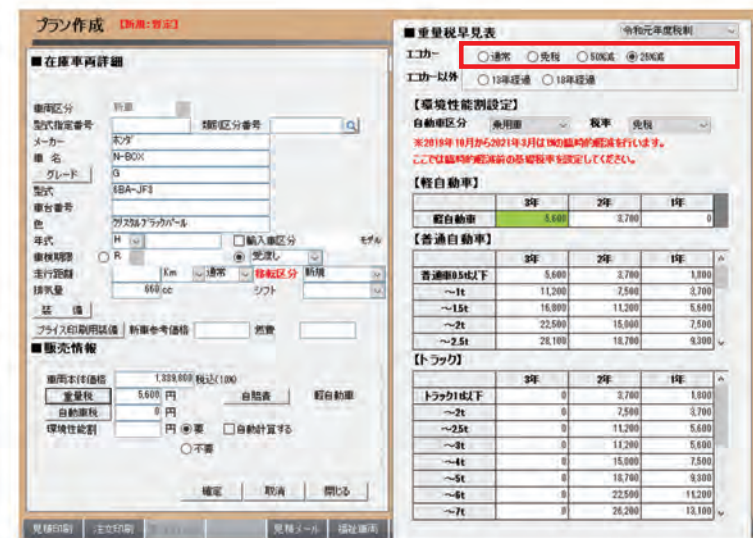 プラン作成 【新規:暫定】
■在庫車両詳細
車両区分 新車
型式指定番号 類別区分番号
メーカー ホンダ
車 名 N-BOX
グレード G
型式 6BA-JF3
車台番号
色 クリスタルブラックパール
年式 H □輸入車区分 モデル
車検期限 ○ R ◉ 受渡し
走行距離 Km 通常 移転区分 新規
排気量 660 cc シフト
装 備
プライス印刷用装備 新車参考価格 燃費
■販売情報
車両本体価格 税込(10%)
重量税 5,600 円 自賠責 軽自動車
自動車税 0 円
環境性能割 円 ◉要 □自動計算する
○不要
確定 取消 閉じる
見積印刷 注文印刷 見積メール 福祉車両
■重量税早見表 令和元年度税制
エコカー ○通常 ○免税 ○50%減 ◉25%減
エコカー以外 ○13年経過 ○18年経過
【環境性能割設定】
自動車区分 乗用車 税率 免税
※2019年10月から2021年3月は1%の臨時的軽減を行います。
ここでは臨時的軽減前の基礎税率を設定してください。
【軽自動車】
3年 2年 1年
軽自動車 5,600 3,700 0
【普通自動車】
3年 2年 1年
普通車0.5t以下 5,600 3,700 1,800
～1t 11,200 7,500 3,700
～1.5t 16,800 11,200 5,600
～2t 22,500 15,000 7,500
～2.5t 28,100 18,700 9,300
【トラック】
3年 2年 1年
トラック1t以下 0 3,700 1,800
～2t 0 7,500 3,700
～2.5t 0 11,200 5,600
～3t 0 11,200 5,600
～4t 0 15,000 7,500
～5t 0 18,700 9,300
～6t 0 22,500 11,200
～7t 0 26,200 13,100